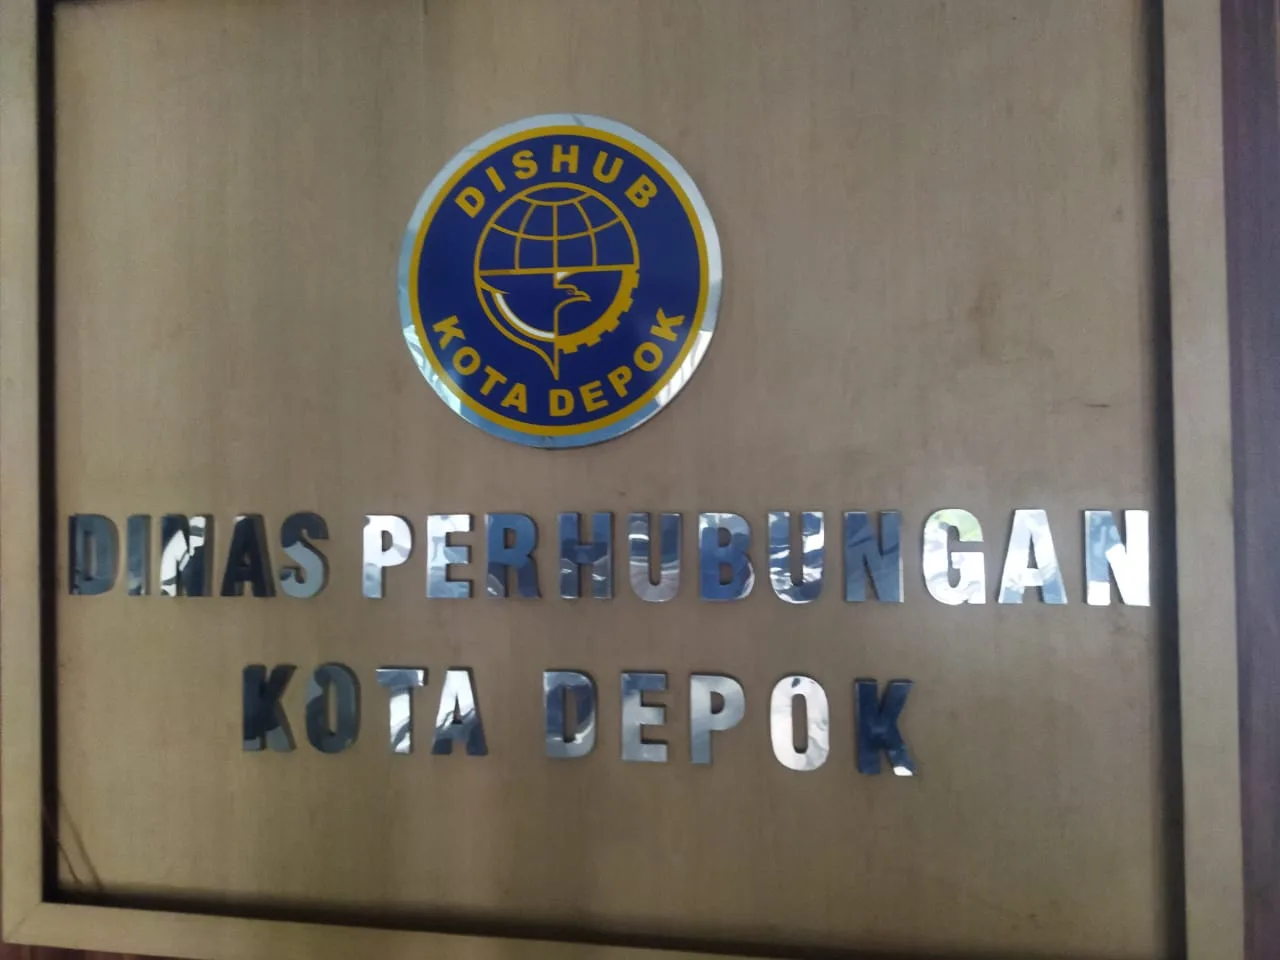 DISHUB
KOTA DEPOK
DINAS PERHUBUNGAN
KOTA DEPOK